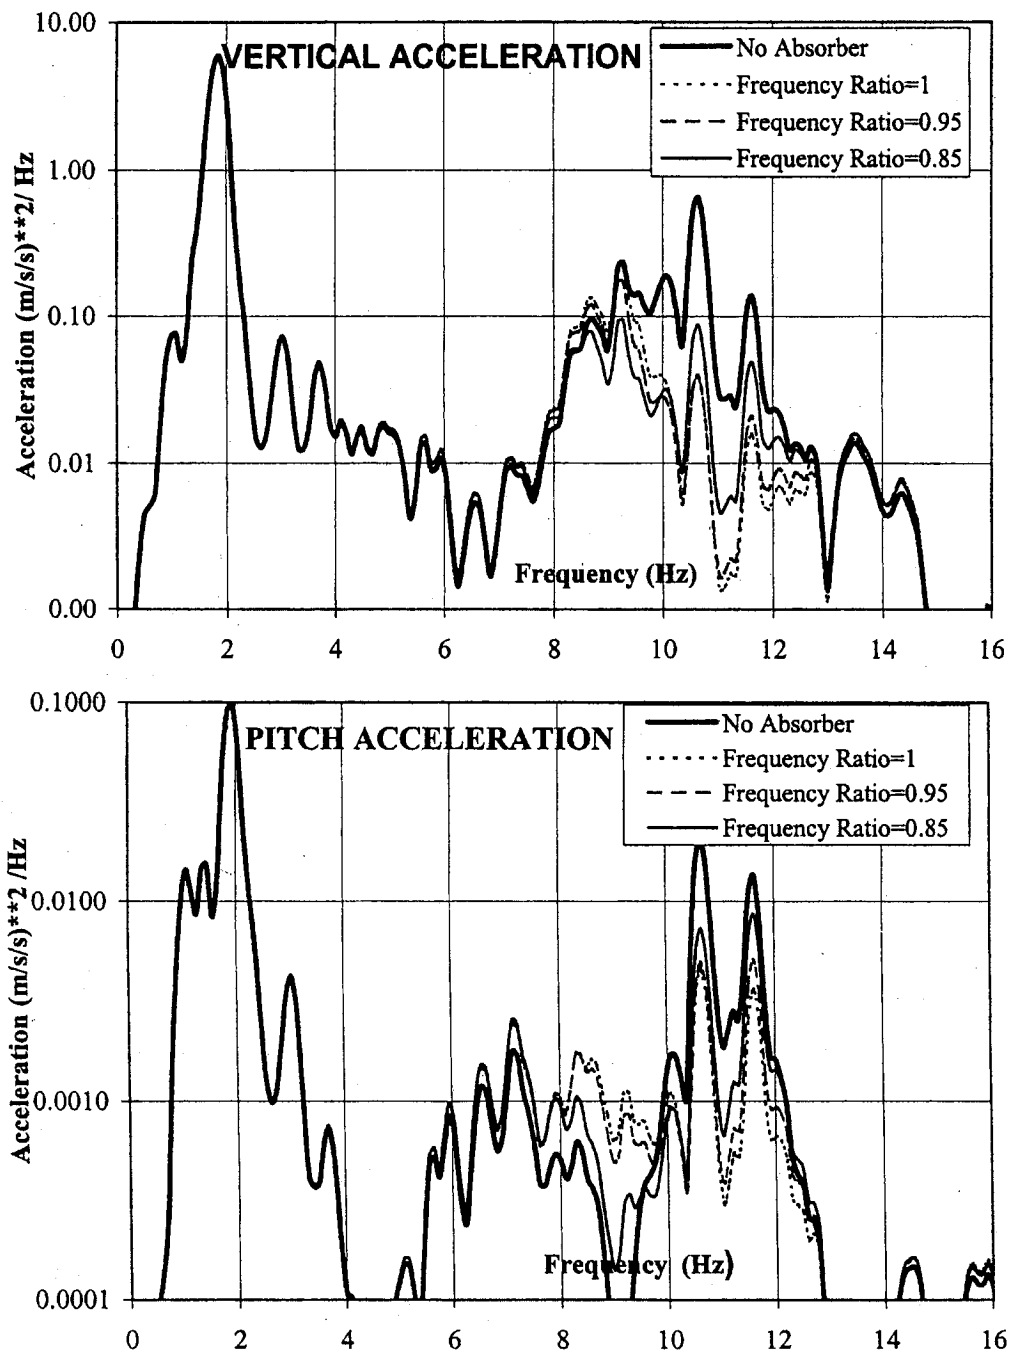 10.00
VERTICAL ACCELERATION
No Absorber
Frequency Ratio=1
Frequency Ratio=0.95
Frequency Ratio=0.85
1.00
0.10
0.01
0.00
Acceleration (m/s/s)**2/ Hz
Frequency (Hz)
0 2 4 6 8 10 12 14 16
0.1000
PITCH ACCELERATION
No Absorber
Frequency Ratio=1
Frequency Ratio=0.95
Frequency Ratio=0.85
0.0100
0.0010
0.0001
Acceleration (m/s/s)**2 /Hz
Frequency (Hz)
0 2 4 6 8 10 12 14 16